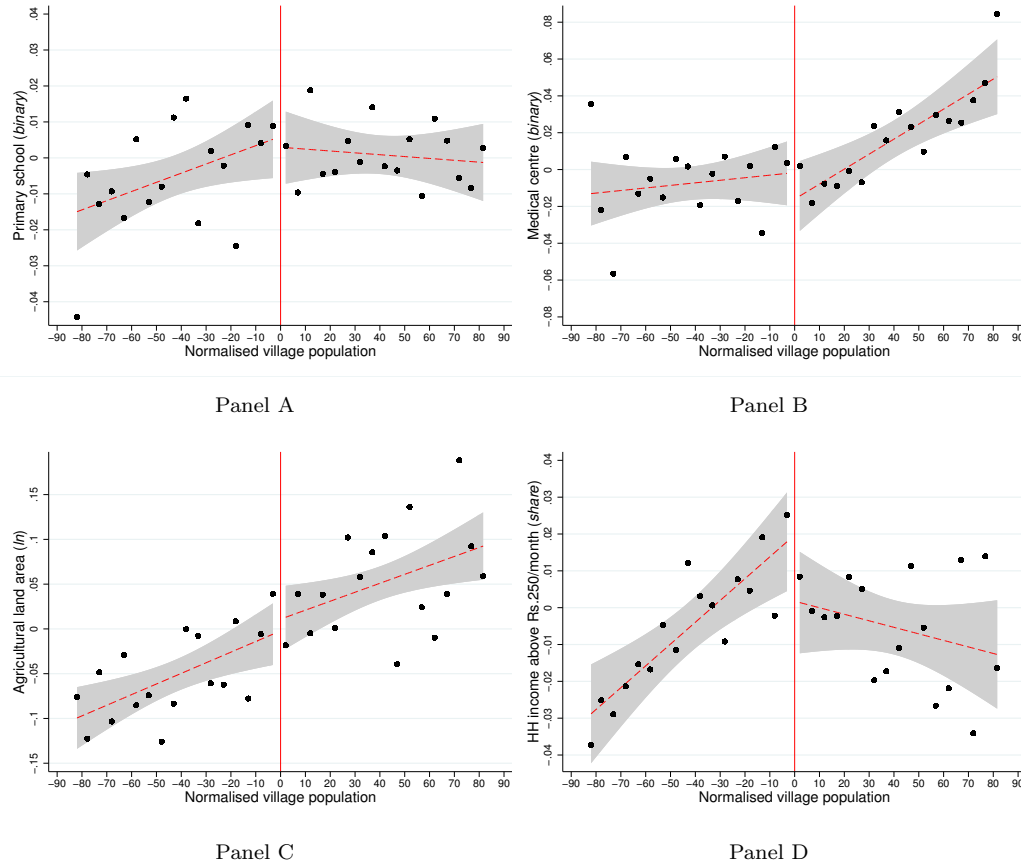 Primary school (binary)
.04
.03
.02
.01
0
-.01
-.02
-.03
-.04
−90 −80 −70 −60 −50 −40 −30 −20 −10 0 10 20 30 40 50 60 70 80 90
Normalised village population
Panel A
Medical centre (binary)
.08
.06
.04
.02
0
-.02
-.04
-.06
-.08
−90 −80 −70 −60 −50 −40 −30 −20 −10 0 10 20 30 40 50 60 70 80 90
Normalised village population
Panel B
Agricultural land area (ln)
.15
.1
.05
0
-.05
-.1
-.15
−90 −80 −70 −60 −50 −40 −30 −20 −10 0 10 20 30 40 50 60 70 80 90
Normalised village population
Panel C
HH income above Rs.250/month (share)
.04
.03
.02
.01
0
-.01
-.02
-.03
-.04
−90 −80 −70 −60 −50 −40 −30 −20 −10 0 10 20 30 40 50 60 70 80 90
Normalised village population
Panel D